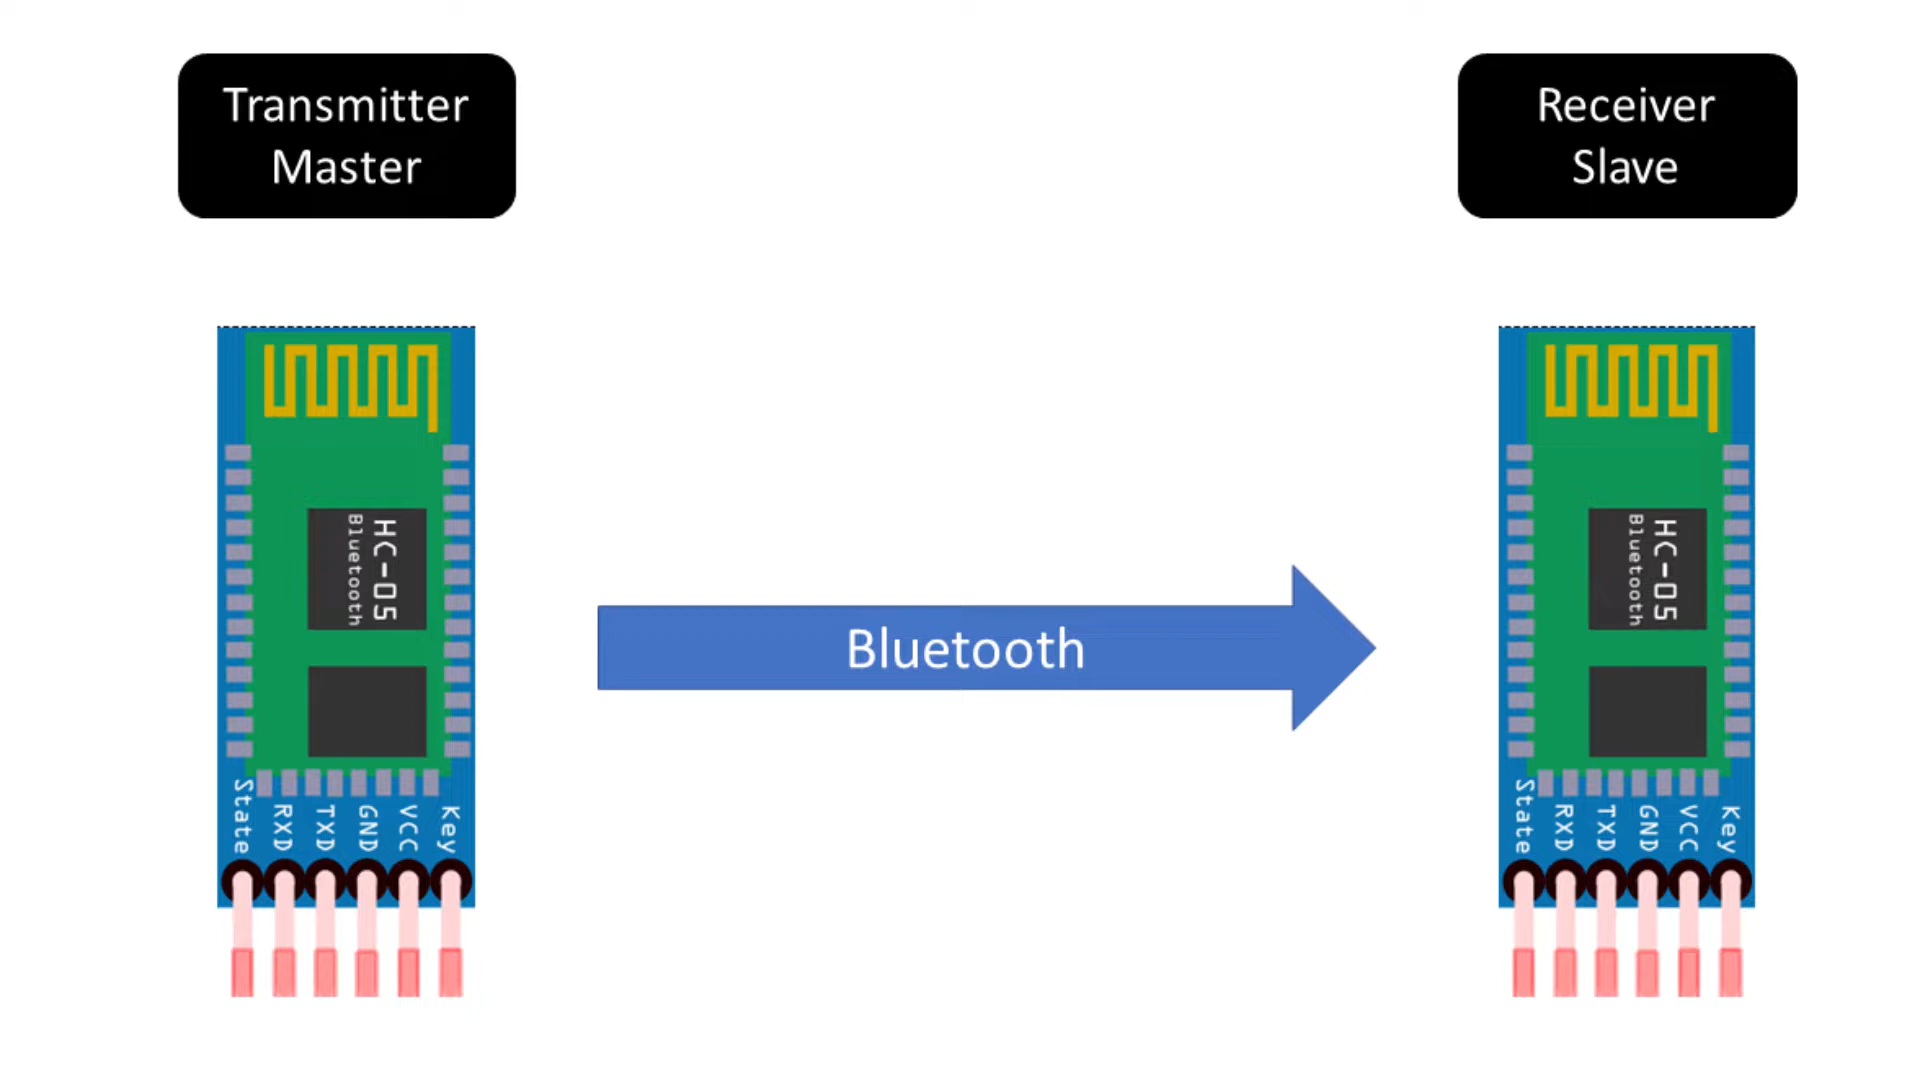 Transmitter
Master
Receiver
Slave
HC-05
Bluetooth
State
RXD
TXD
GND
VCC
Key
Bluetooth
HC-05
Bluetooth
State
RXD
TXD
GND
VCC
Key